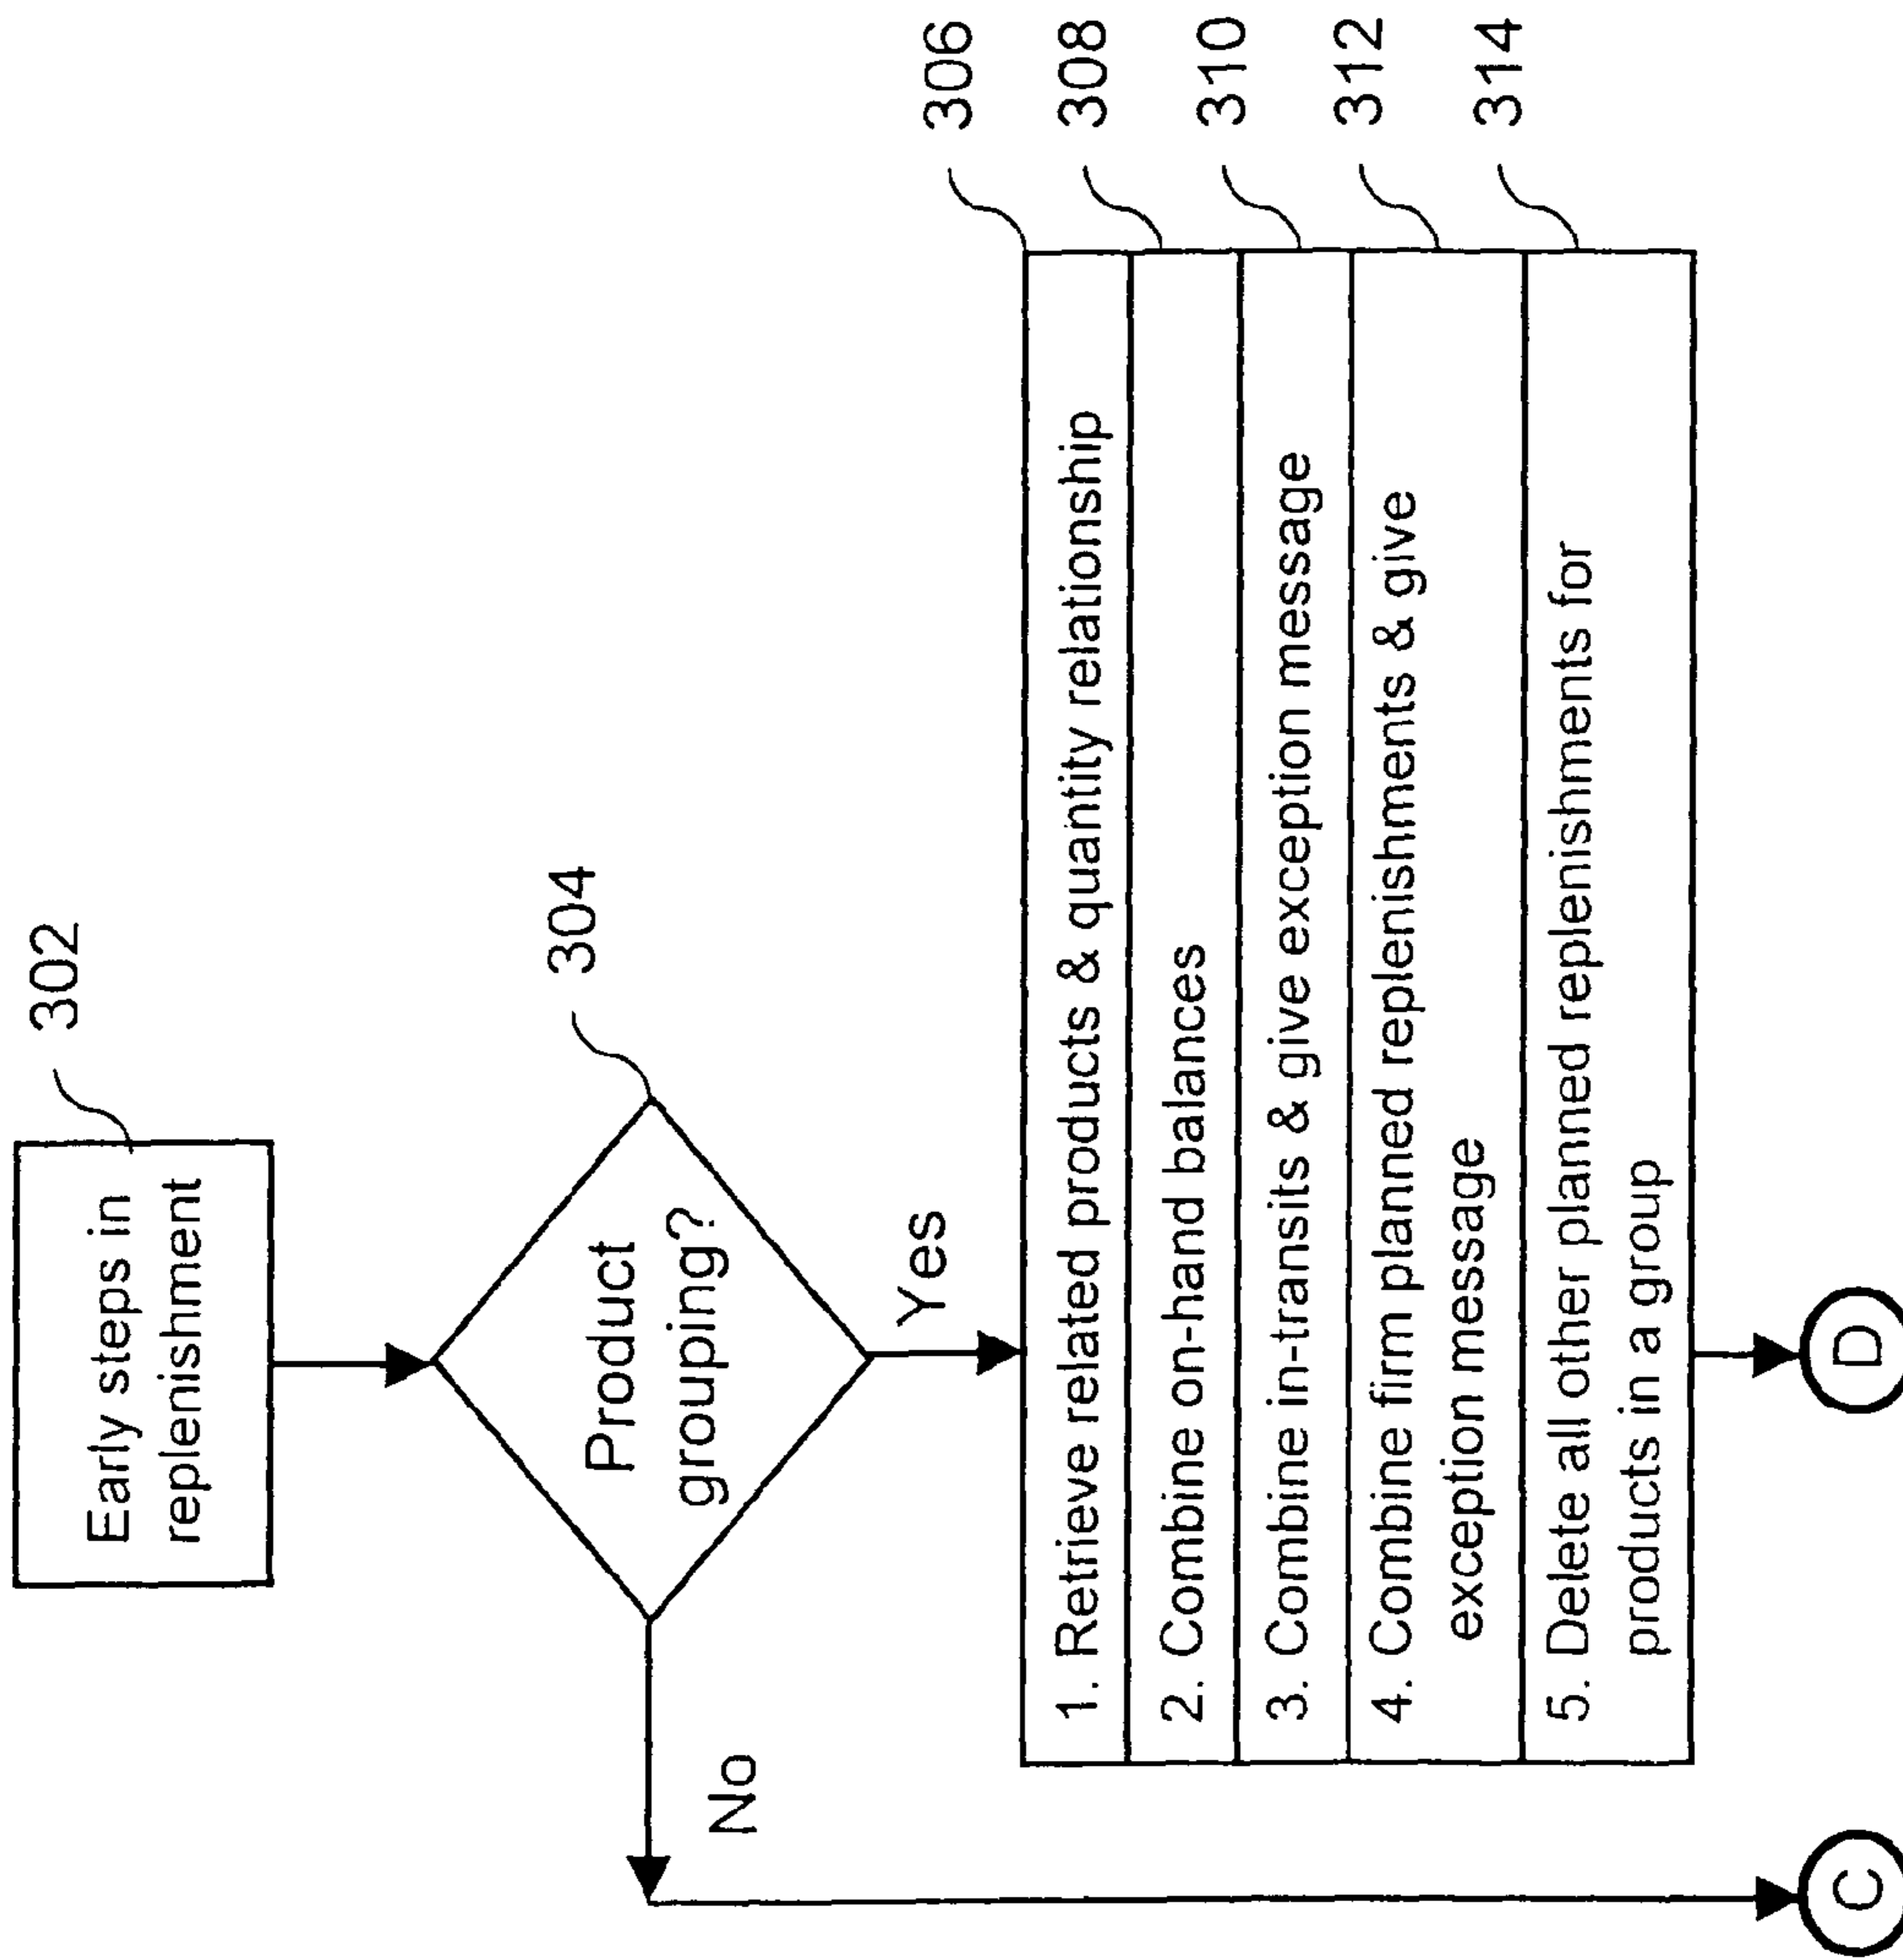 Early steps in
replenishment
302
Product
grouping?
304
No
Yes
1. Retrieve related products & quantity relationship
306
2. Combine on-hand balances
308
3. Combine in-transits & give exception message
310
4. Combine firm planned replenishments & give
exception message
312
5. Delete all other planned replenishments for
products in a group
314
C
D